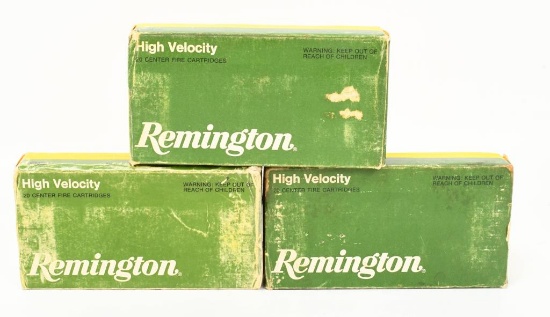 High Velocity
20 CENTER FIRE CARTRIDGES
WARNING: KEEP OUT OF
REACH OF CHILDREN.
Remington®
High Velocity
20 CENTER FIRE CARTRIDGES
WARNING: KEEP OUT OF
REACH OF CHILDREN
Remington®
High Velocity
20 CENTER FIRE CARTRIDGES
WARNING: KEEP OUT OF
REACH OF CHILDREN.
Remington®